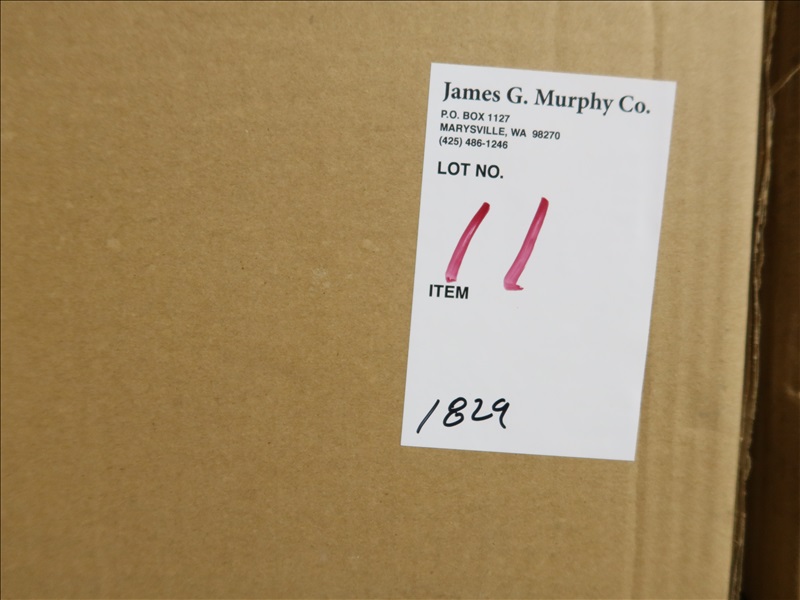 James G. Murphy Co.
P.O. BOX 1127
MARYSVILLE, WA 98270
(425) 486-1246
LOT NO.
11
ITEM
1829